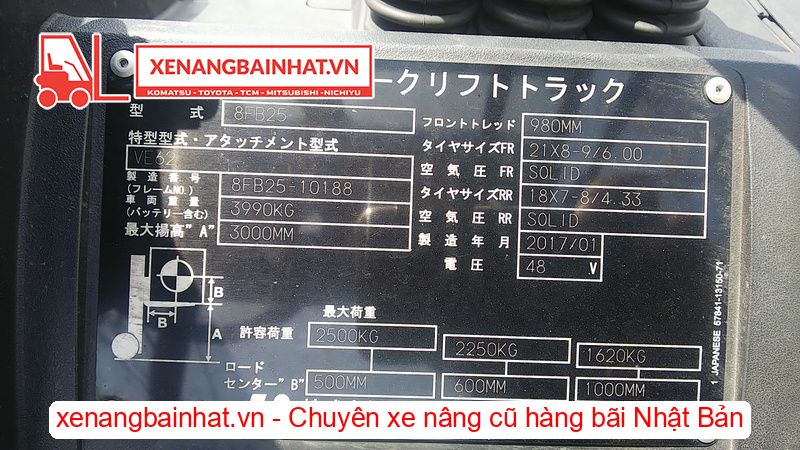 XENANGBAINHAT.VN
KOMATSU - TOYOTA - TCM - MITSUBISHI - NICHIYU
ークリフトトラック
型 式 8FB25
フロントトレッド 980MM
特型型式・アタッチメント型式
VE62
タイヤサイズFR 21X8-9/6.00
空気圧FR SOLID
製造番号
(フレームNO.) 8FB25-10188
タイヤサイズRR 18X7-8/4.33
車両重量
(バッテリー含む) 3990KG
空気圧RR SOLID
最大揚高"A" 3000MM
製造年月 2017/01
電圧 48 V
B
B
A
最大荷重
許容荷重 2500KG 2250KG 1620KG
ロード
センター"B" 500MM 600MM 1000MM
1 JAPANESE 57841-13150-71
xenangbainhat.vn - Chuyên xe nâng cũ hàng bãi Nhật Bản